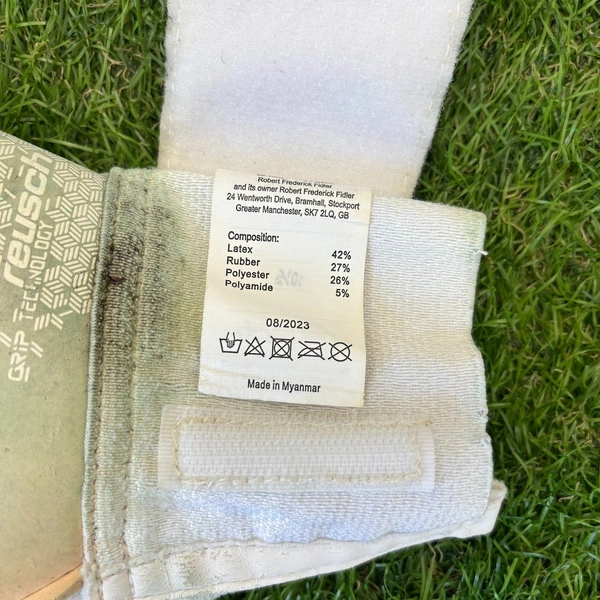 Robert Frederick Fidler
and its owner Robert Frederick Fidler
24 Wentworth Drive, Bramhall, Stockport
Greater Manchester, SK7 2LQ, GB
Composition:
Latex 42%
Rubber 27%
Polyester 26%
Polyamide 5%
08/2023
Made in Myanmar
reusch
GRIP TECHNOLOGY